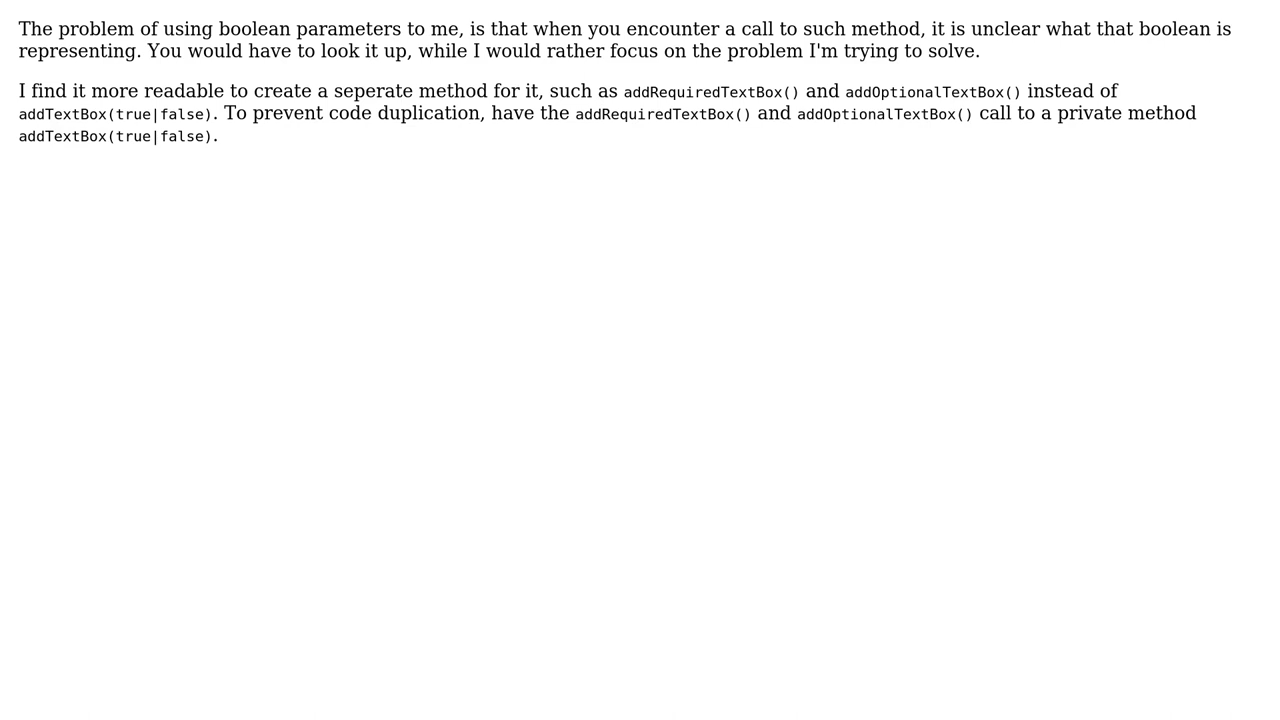 The problem of using boolean parameters to me, is that when you encounter a call to such method, it is unclear what that boolean is
representing. You would have to look it up, while I would rather focus on the problem I'm trying to solve.
I find it more readable to create a seperate method for it, such as addRequiredTextBox() and addOptionalTextBox() instead of
addTextBox(true|false). To prevent code duplication, have the addRequiredTextBox() and addOptionalTextBox() call to a private method
addTextBox(true|false).